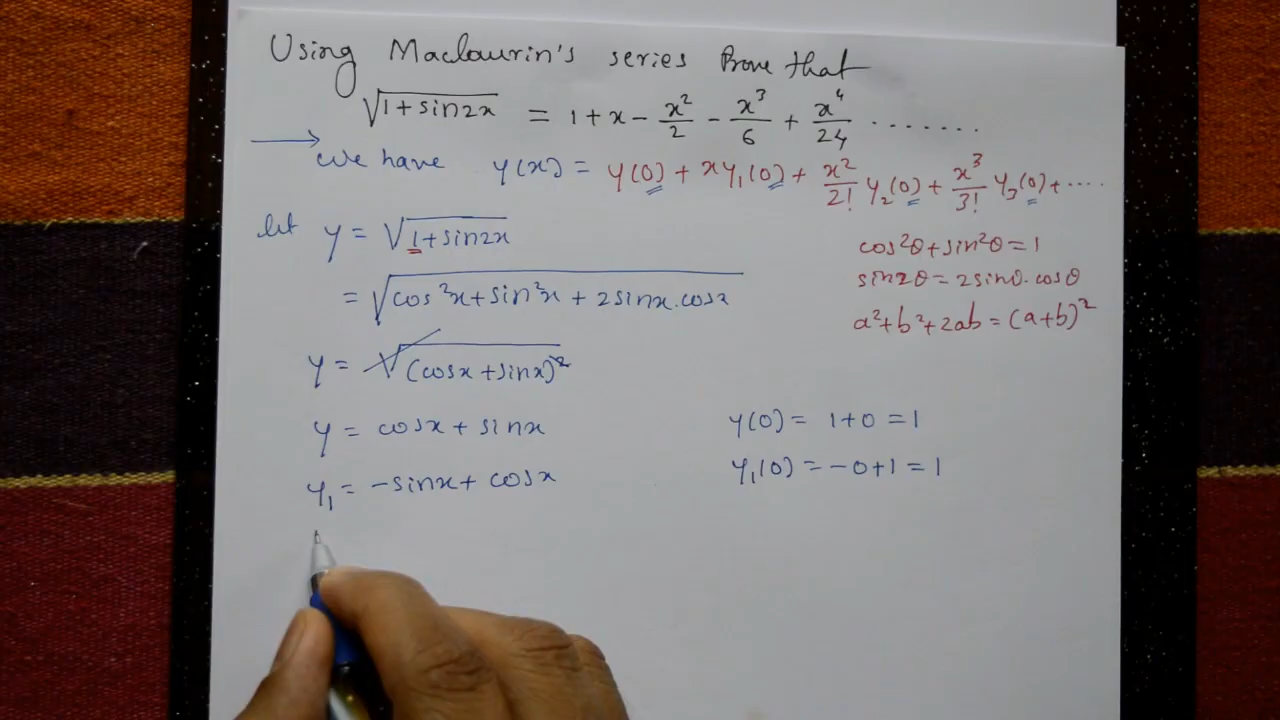 Using Maclaurin's series Prove that
√(1+sin2x) = 1 + x - x²/2 - x³/6 + x⁴/24 ........
→ We have y(x) = y(0) + xy₁(0) + x²/2! y₂(0) + x³/3! y₃(0) + ....
let y = √(1+sin2x)
cos²θ+sin²θ=1
sin2θ=2sinθ.cosθ
= √(cos²x+sin²x + 2sinx.cosx
a²+b²+2ab=(a+b)²
y = √(cosx+sinx)²
y = cosx + sinx
y(0) = 1+0 = 1
y₁ = -sinx + cosx
y₁(0) = -0+1 = 1